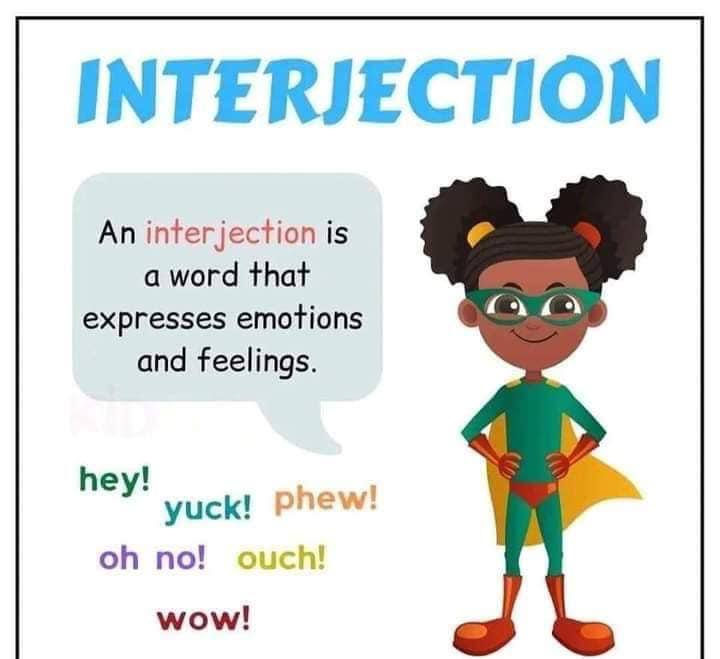 INTERJECTION
An interjection is
a word that
expresses emotions
and feelings.
hey!
yuck! phew!
oh no! ouch!
wow!